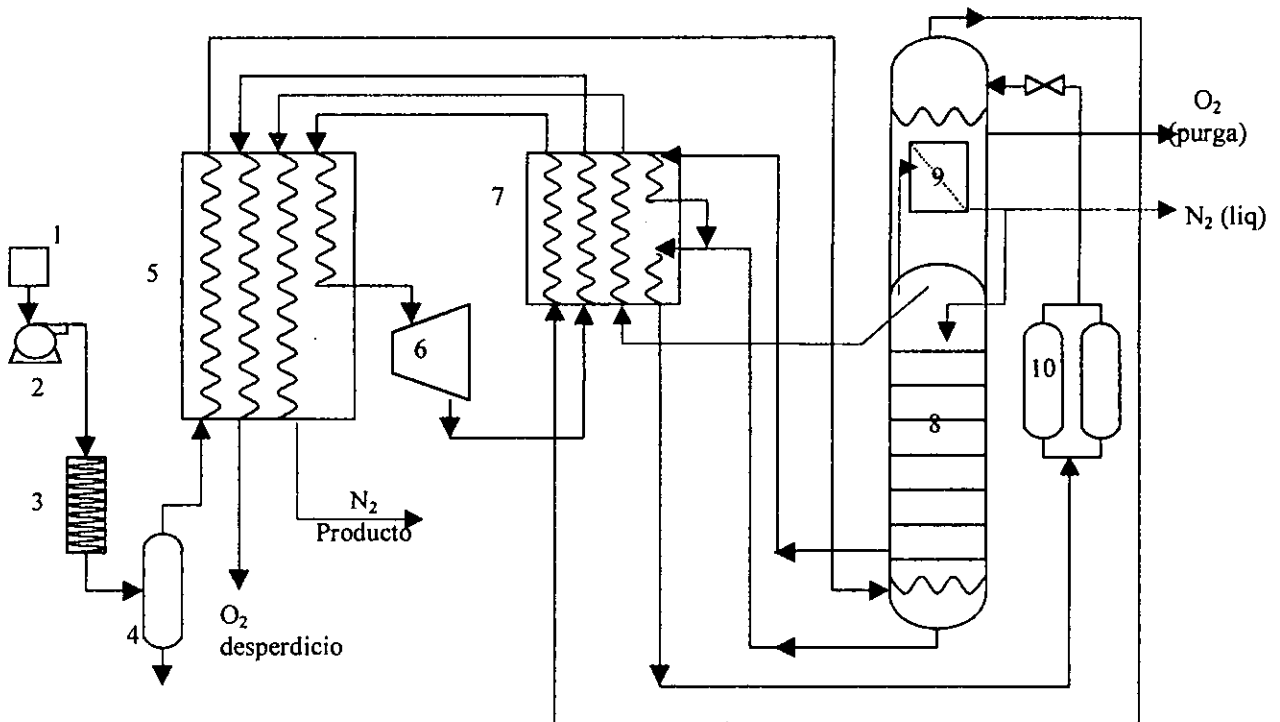 1
2
3
4
5
6
7
8
9
10
O₂
(purga)
N₂ (liq)
N₂
Producto
O₂
desperdicio